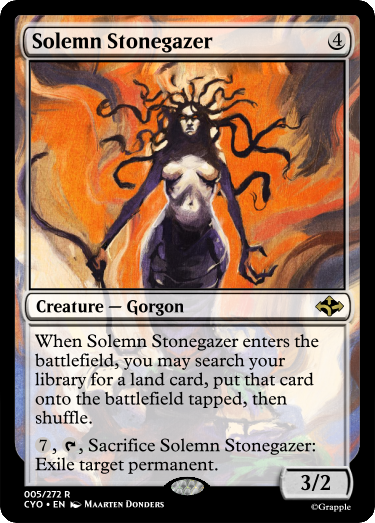 Solemn Stonegazer 4
Creature — Gorgon
When Solemn Stonegazer enters the
battlefield, you may search your
library for a land card, put that card
onto the battlefield tapped, then
shuffle.
7 , , Sacrifice Solemn Stonegazer:
Exile target permanent.
3/2
005/272 R
CYO • EN Maarten Donders
©Grapple